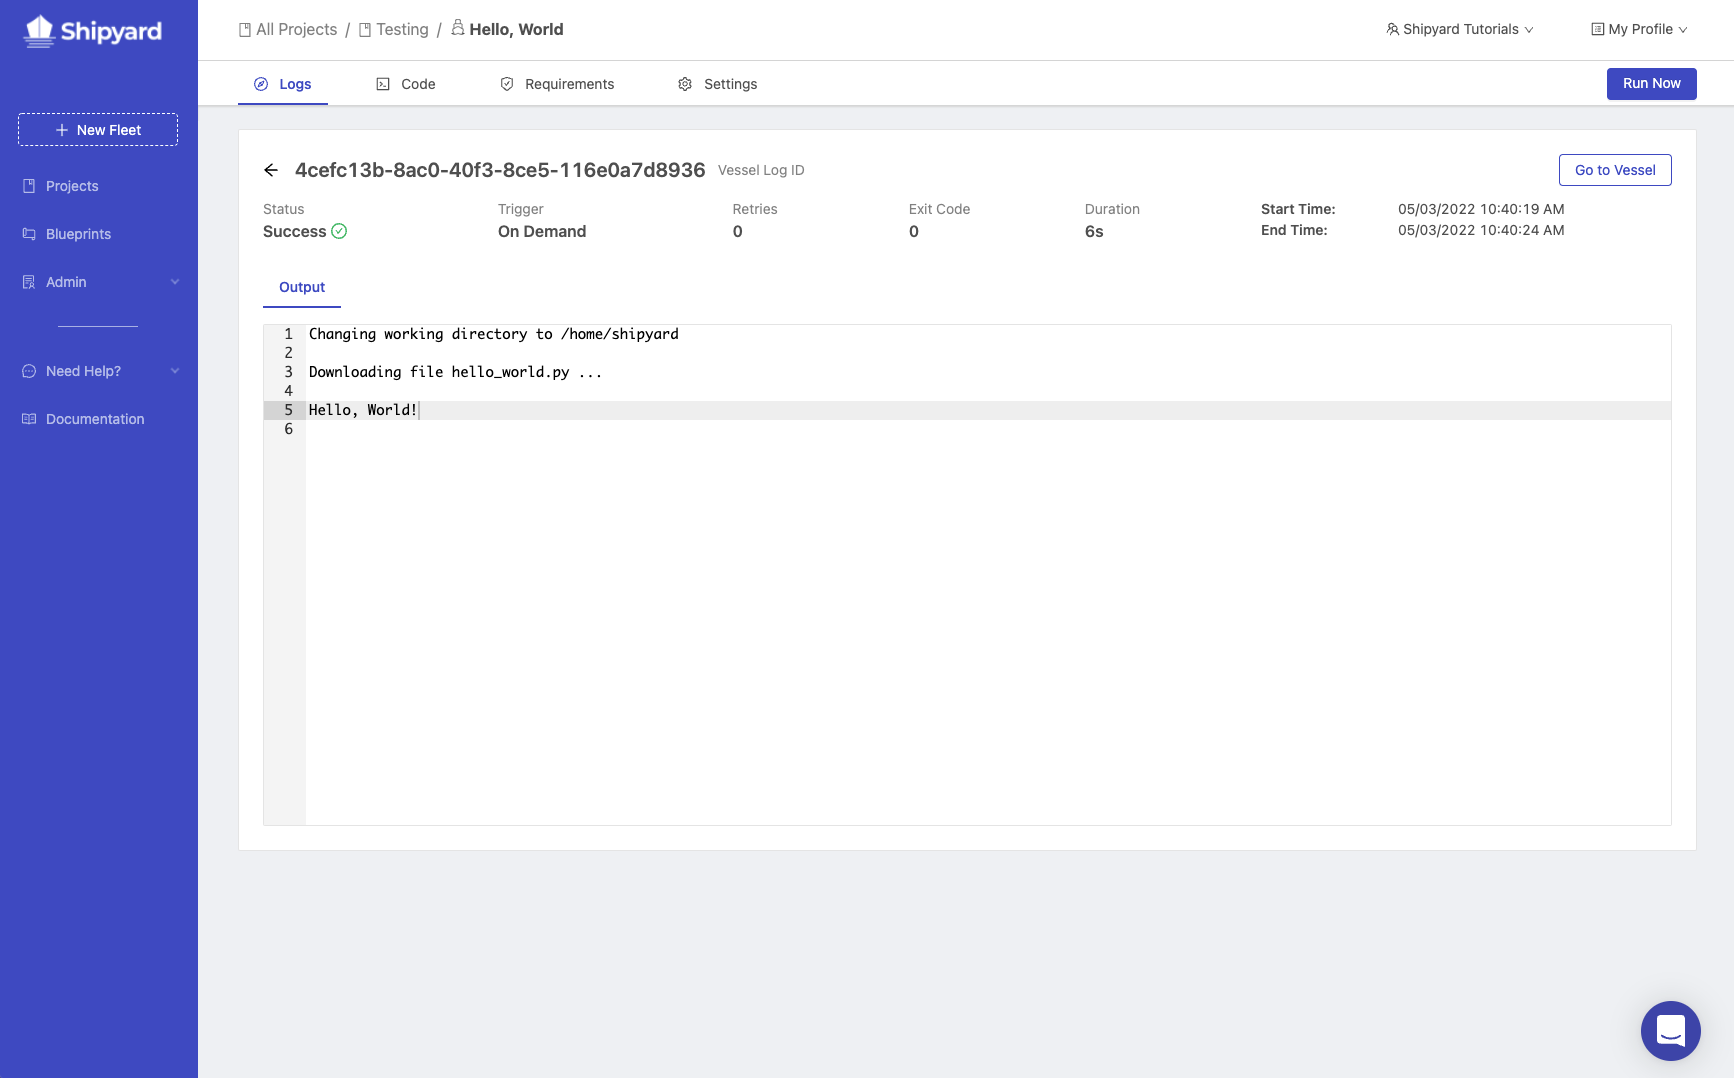 Shipyard
All Projects / Testing / Hello, World
Shipyard Tutorials
My Profile
Logs
Code
Requirements
Settings
Run Now
New Fleet
Projects
Blueprints
Admin
Need Help?
Documentation
4cefc13b-8ac0-40f3-8ce5-116e0a7d8936 Vessel Log ID
Go to Vessel
Status
Success
Trigger
On Demand
Retries
0
Exit Code
0
Duration
6s
Start Time: 05/03/2022 10:40:19 AM
End Time: 05/03/2022 10:40:24 AM
Output
1 Changing working directory to /home/shipyard
2
3 Downloading file hello_world.py ...
4
5 Hello, World!
6